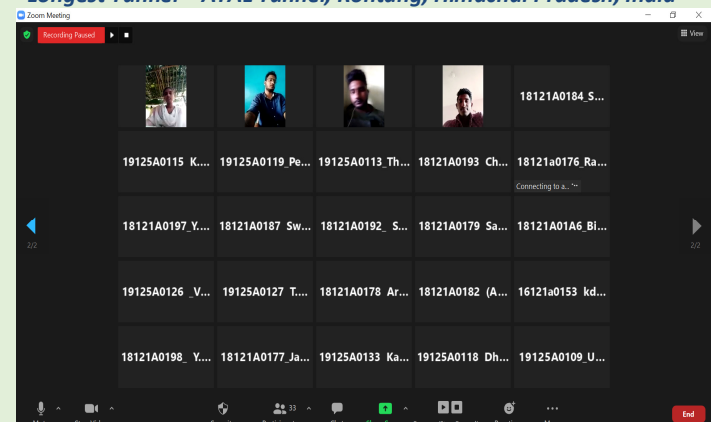 Longest Tunnel - ATAL Tunnel, Rohtang, Himachal Pradesh, India
Zoom Meeting
Recording Paused
View
18121A0184_S...
19125A0115 K.... 19125A0119_Pe... 19125A0113_Th... 18121A0193 Ch... 18121a0176_Ra...
Connecting to a...
18121A0197_Y.... 18121A0187 Sw... 18121A0192_ S... 18121A0179 Sa... 18121A01A6_Bi...
2/2 2/2
19125A0126 _V... 19125A0127 T.... 18121A0178 Ar... 18121A0182 (A... 16121a0153 kd...
18121A0198_ Y.... 18121A0177_Ja... 19125A0133 Ka... 19125A0118 Dh... 19125A0109_U...
33
End